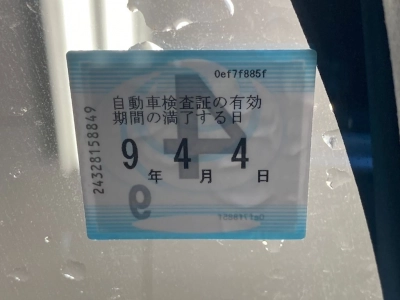 0ef7f885f
自動車検査証の有効
期間の満了する日
9年 4月 4日
24328158849